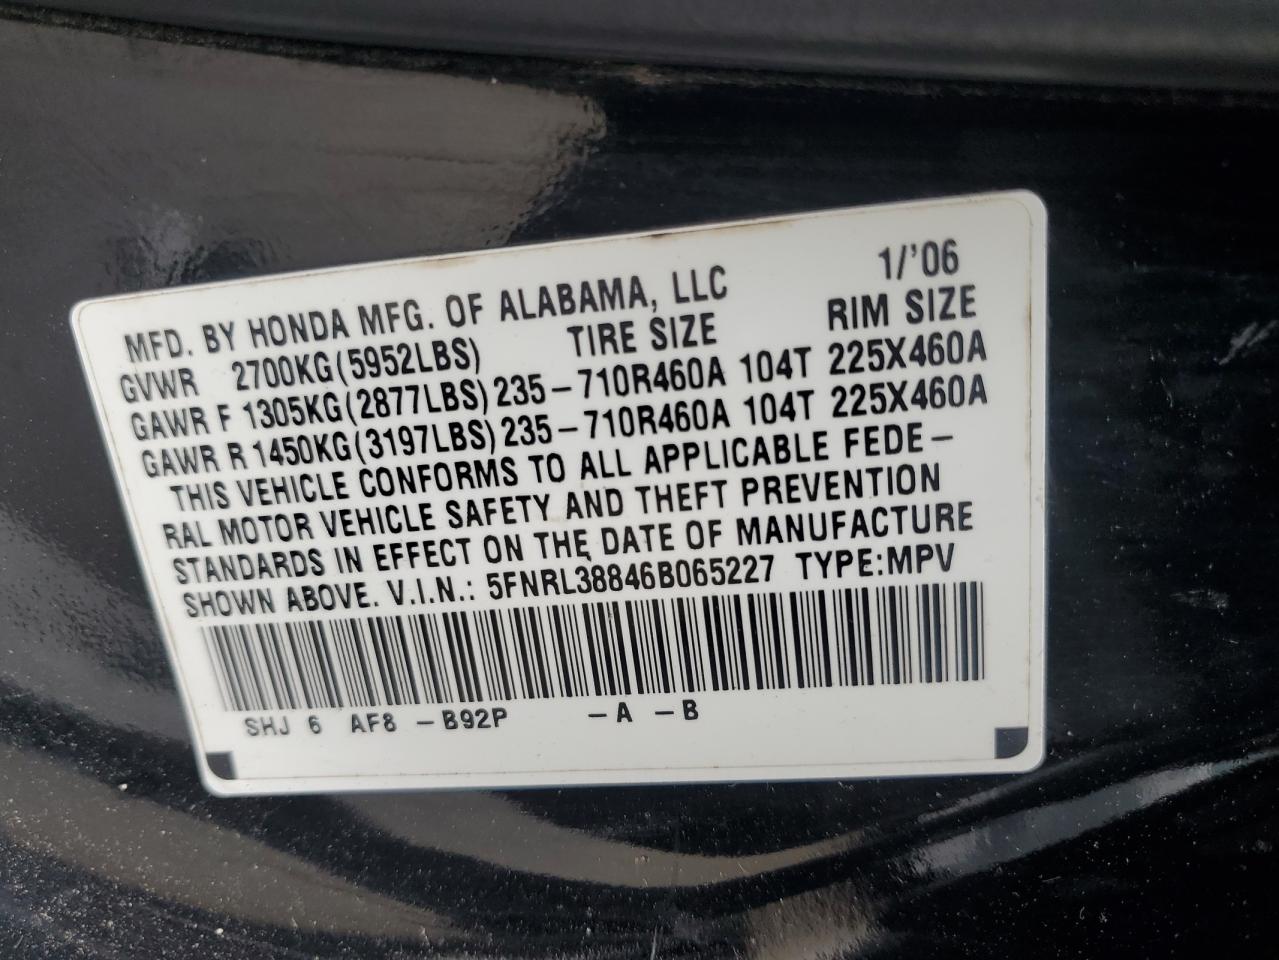 MFD. BY HONDA MFG. OF ALABAMA, LLC 1/'06
GVWR 2700KG(5952LBS) TIRE SIZE RIM SIZE
GAWR F 1305KG(2877LBS) 235-710R460A 104T 225X460A
GAWR R 1450KG(3197LBS) 235-710R460A 104T 225X460A
THIS VEHICLE CONFORMS TO ALL APPLICABLE FEDE-
RAL MOTOR VEHICLE SAFETY AND THEFT PREVENTION
STANDARDS IN EFFECT ON THE DATE OF MANUFACTURE
SHOWN ABOVE. V.I.N.: 5FNRL38846B065227 TYPE:MPV
SHJ 6 AF8 -B92P -A -B